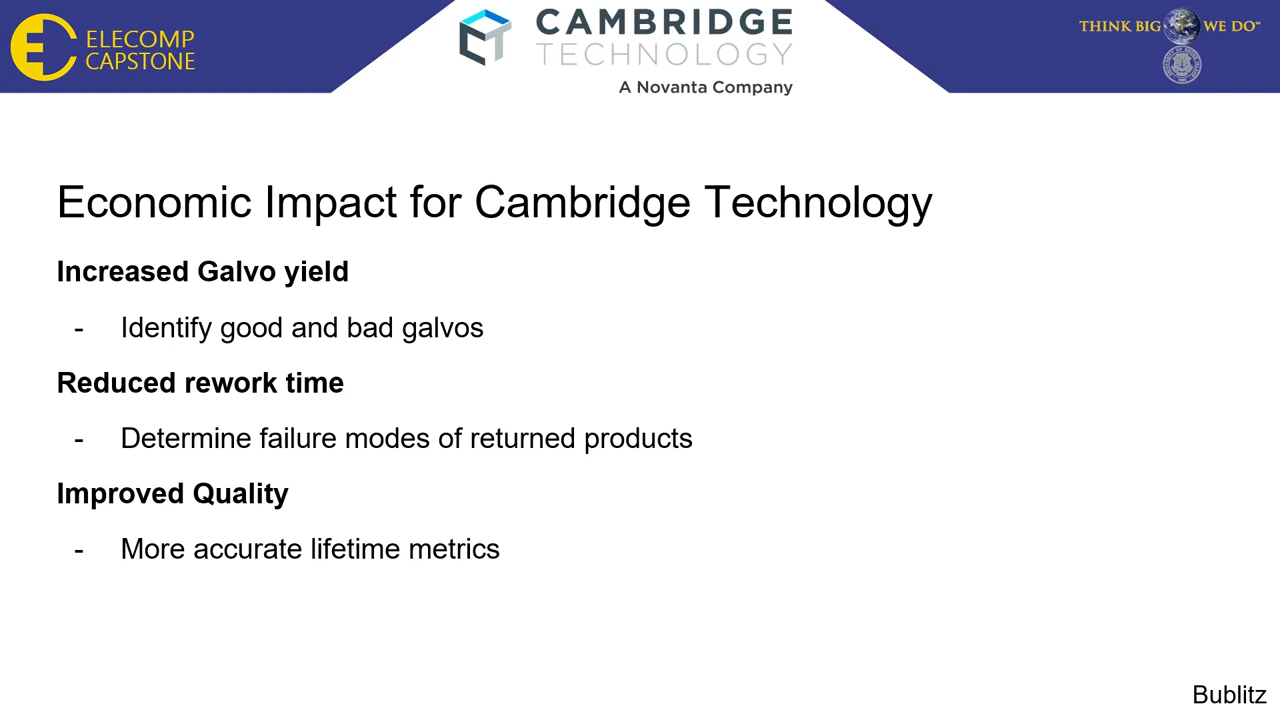 ELECOMP
CAPSTONE
CAMBRIDGE
TECHNOLOGY
A Novanta Company
THINK BIG WE DO™
Economic Impact for Cambridge Technology
Increased Galvo yield
- Identify good and bad galvos
Reduced rework time
- Determine failure modes of returned products
Improved Quality
- More accurate lifetime metrics
Bublitz